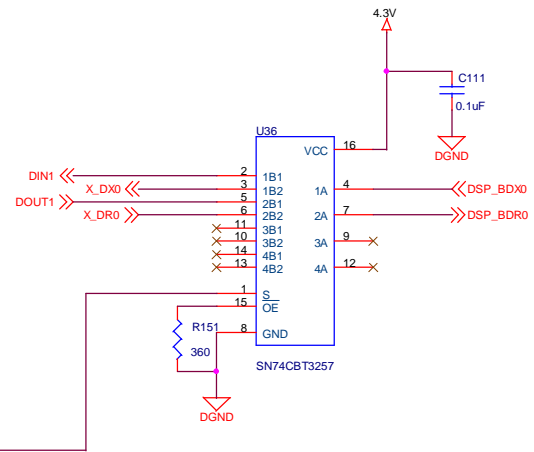 4.3V
C111
0.1uF
DGND
U36
VCC 16
DIN1 2 1B1
X_DX0 3 1B2 1A 4 DSP_BDX0
DOUT1 5 2B1
X_DR0 6 2B2 2A 7 DSP_BDR0
11 3B1
10 3B2 3A 9
14 4B1
13 4B2 4A 12
1 S
15 OE
R151 8 GND
360
SN74CBT3257
DGND